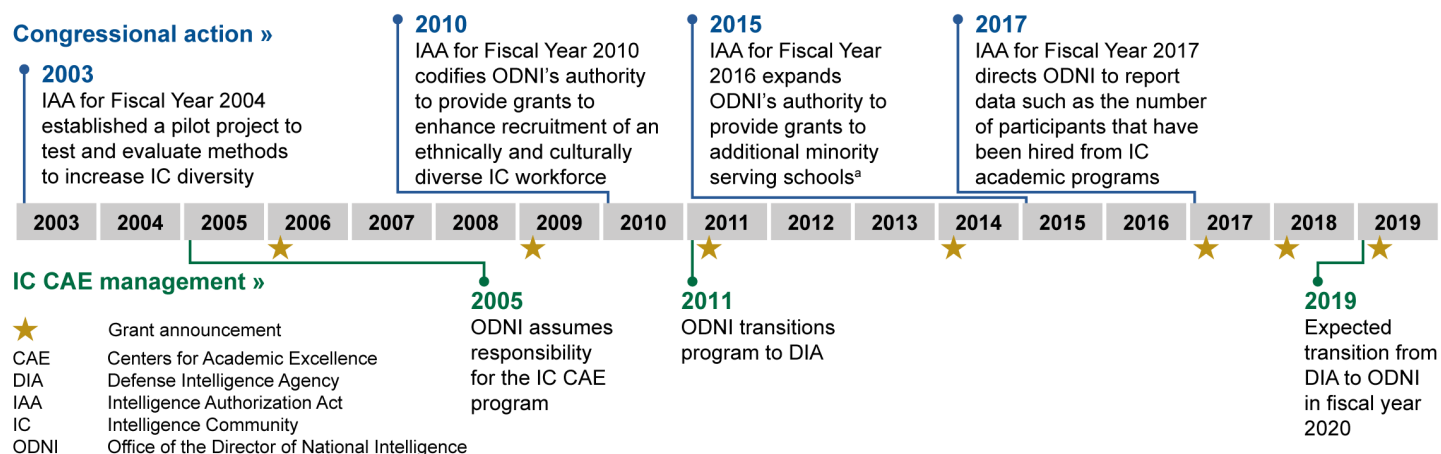 Congressional action »
2003
IAA for Fiscal Year 2004
established a pilot project to
test and evaluate methods
to increase IC diversity
2010
IAA for Fiscal Year 2010
codifies ODNI’s authority
to provide grants to
enhance recruitment of an
ethnically and culturally
diverse IC workforce
2015
IAA for Fiscal Year
2016 expands
ODNI’s authority to
provide grants to
additional minority
serving schoolsᵃ
2017
IAA for Fiscal Year 2017
directs ODNI to report
data such as the number
of participants that have
been hired from IC
academic programs
2003 2004 2005 2006 2007 2008 2009 2010 2011 2012 2013 2014 2015 2016 2017 2018 2019
IC CAE management »
2005
ODNI assumes
responsibility
for the IC CAE
program
2011
ODNI transitions
program to DIA
2019
Expected
transition from
DIA to ODNI
in fiscal year
2020
Grant announcement
CAE Centers for Academic Excellence
DIA Defense Intelligence Agency
IAA Intelligence Authorization Act
IC Intelligence Community
ODNI Office of the Director of National Intelligence